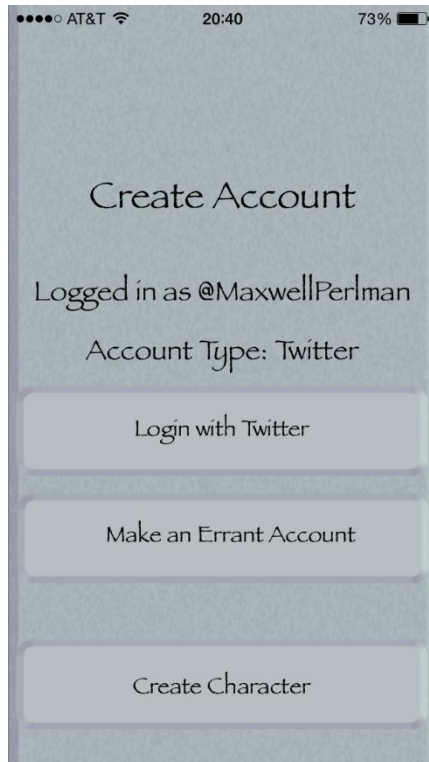 AT&T 20:40 73%
Create Account
Logged in as @MaxwellPerlman
Account Type: Twitter
Login with Twitter
Make an Errant Account
Create Character